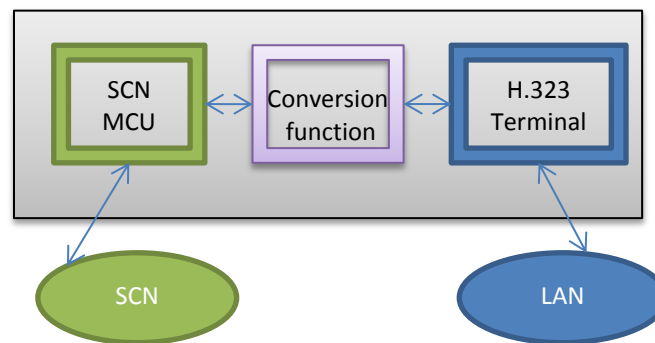 SCN
MCU
Conversion
function
H.323
Terminal
SCN
LAN